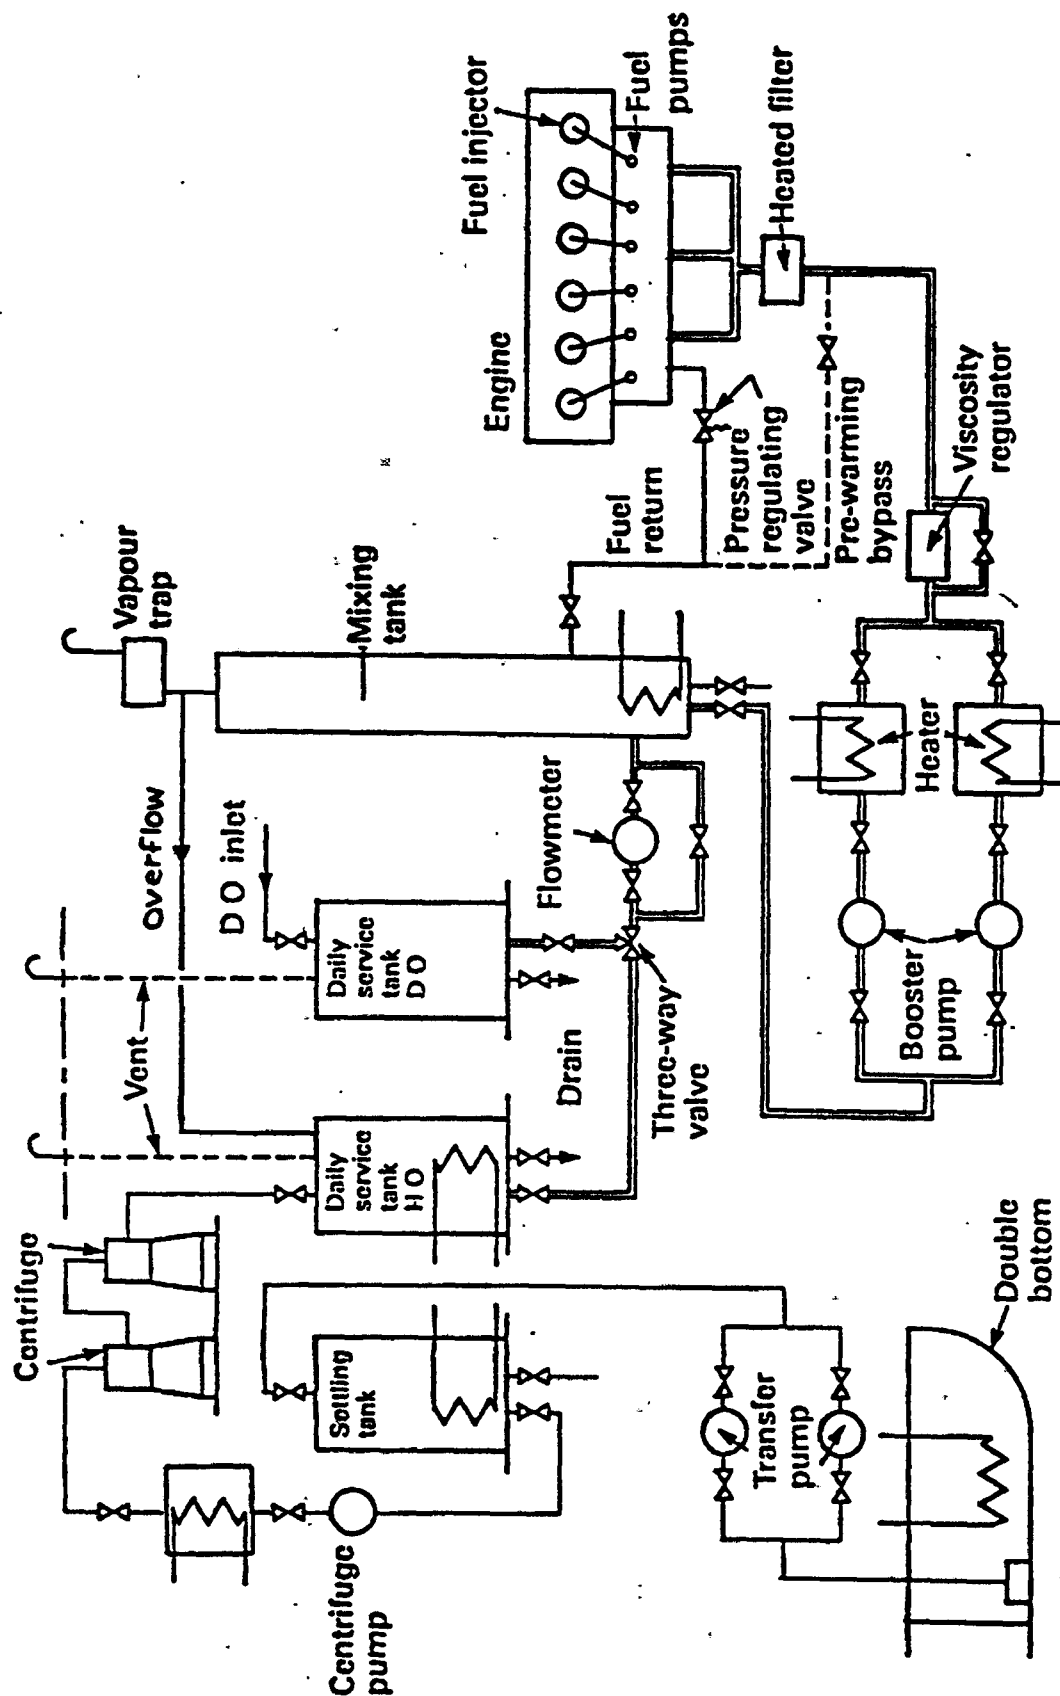 Centrifuge
Vent
overflow
Vapour
trap
D O inlet
Mixing
tank
Settling
tank
Daily
service
tank
H O
Daily
service
tank
D O
Centrifuge
pump
Drain
Flowmeter
Three-way
valve
Fuel
return
Engine
Fuel injector
Fuel
pumps
Pressure
regulating
valve
Pre-warming
bypass
Heated filter
Transfer
pump
Booster
pump
Heater
Viscosity
regulator
Double
bottom